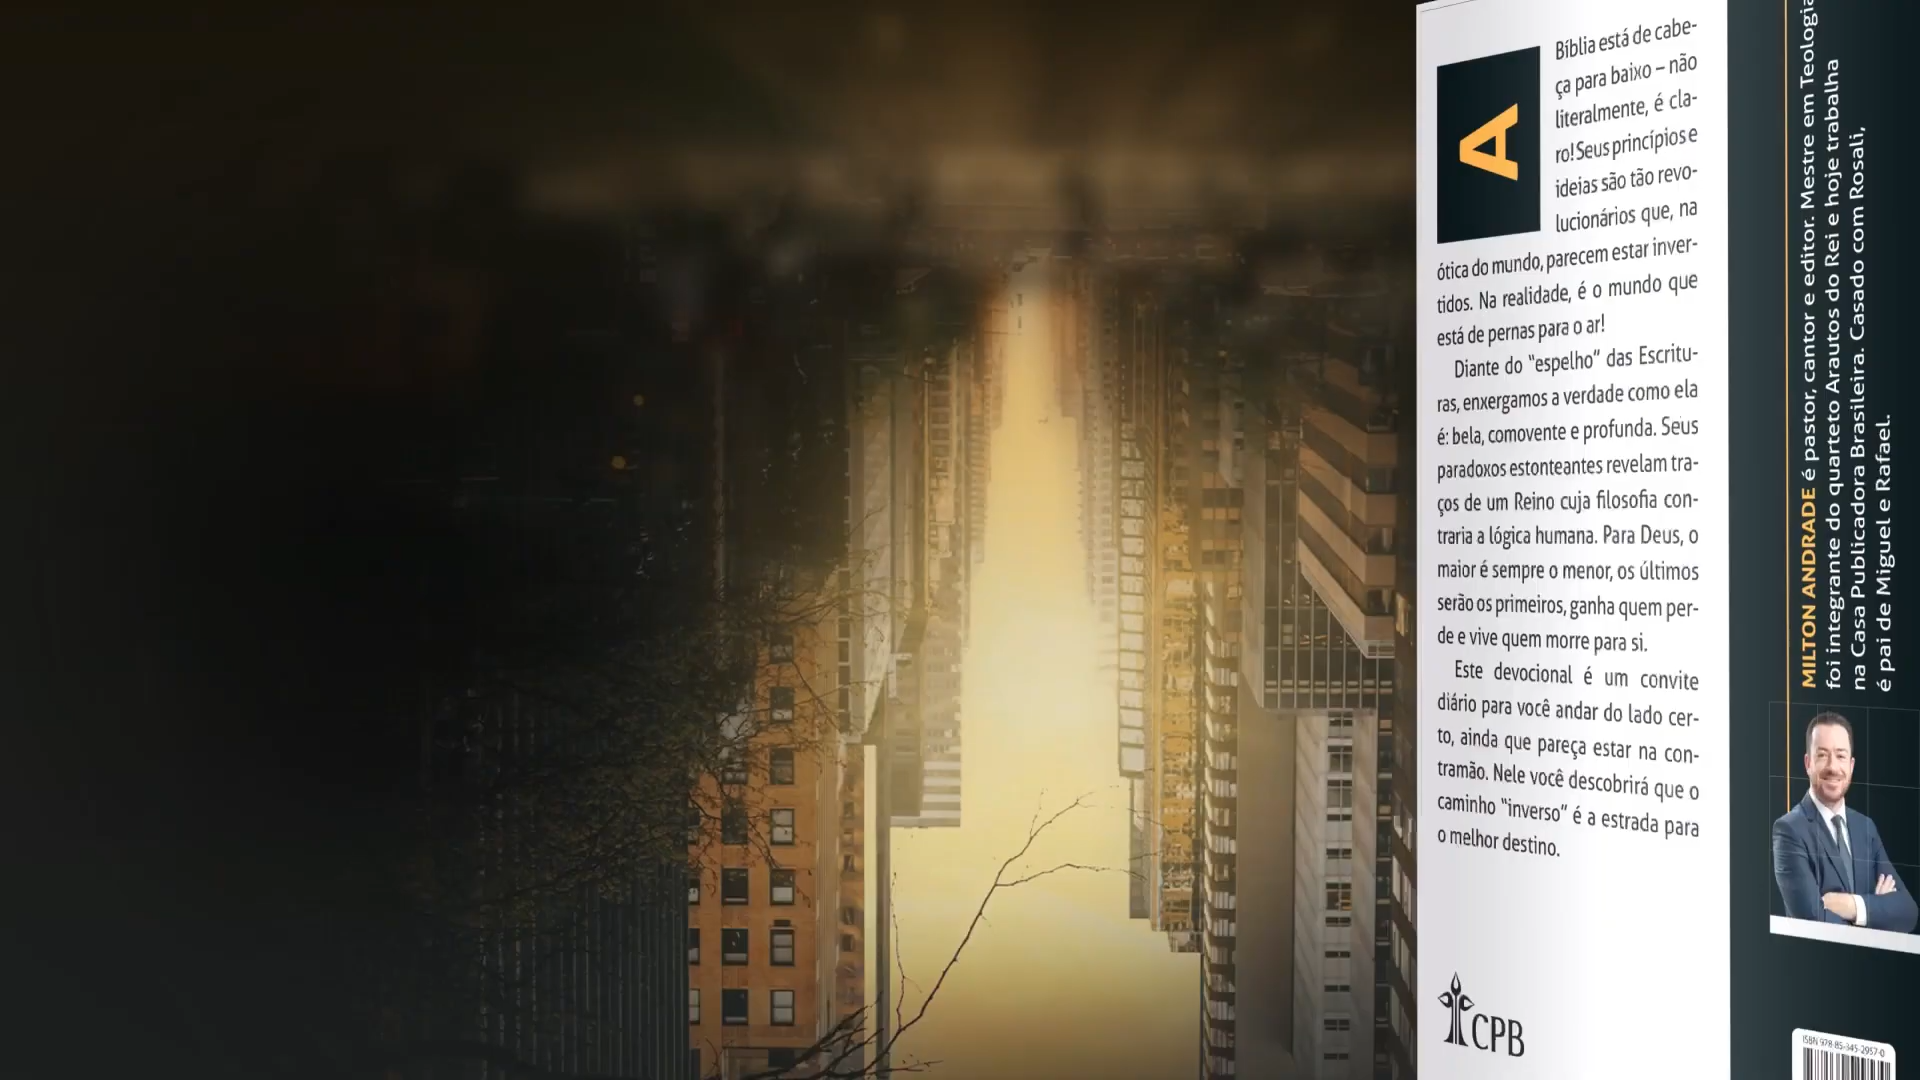 A
Bíblia está de cabe-
ça para baixo – não
literalmente, é cla-
ro! Seus princípios e
ideias são tão revo-
lucionários que, na
ótica do mundo, parecem estar inver-
tidos. Na realidade, é o mundo que
está de pernas para o ar!
Diante do “espelho” das Escritu-
ras, enxergamos a verdade como ela
é: bela, comovente e profunda. Seus
paradoxos estonteantes revelam tra-
ços de um Reino cuja filosofia con-
traria a lógica humana. Para Deus, o
maior é sempre o menor, os últimos
serão os primeiros, ganha quem per-
de e vive quem morre para si.
Este devocional é um convite
diário para você andar do lado cer-
to, ainda que pareça estar na con-
tramão. Nele você descobrirá que o
caminho “inverso” é a estrada para
o melhor destino.
CPB
MILTON ANDRADE é pastor, cantor e editor. Mestre em Teologia
foi integrante do quarteto Arautos do Rei e hoje trabalha
na Casa Publicadora Brasileira. Casado com Rosali,
é pai de Miguel e Rafael.
ISBN 978-85-345-2957-0